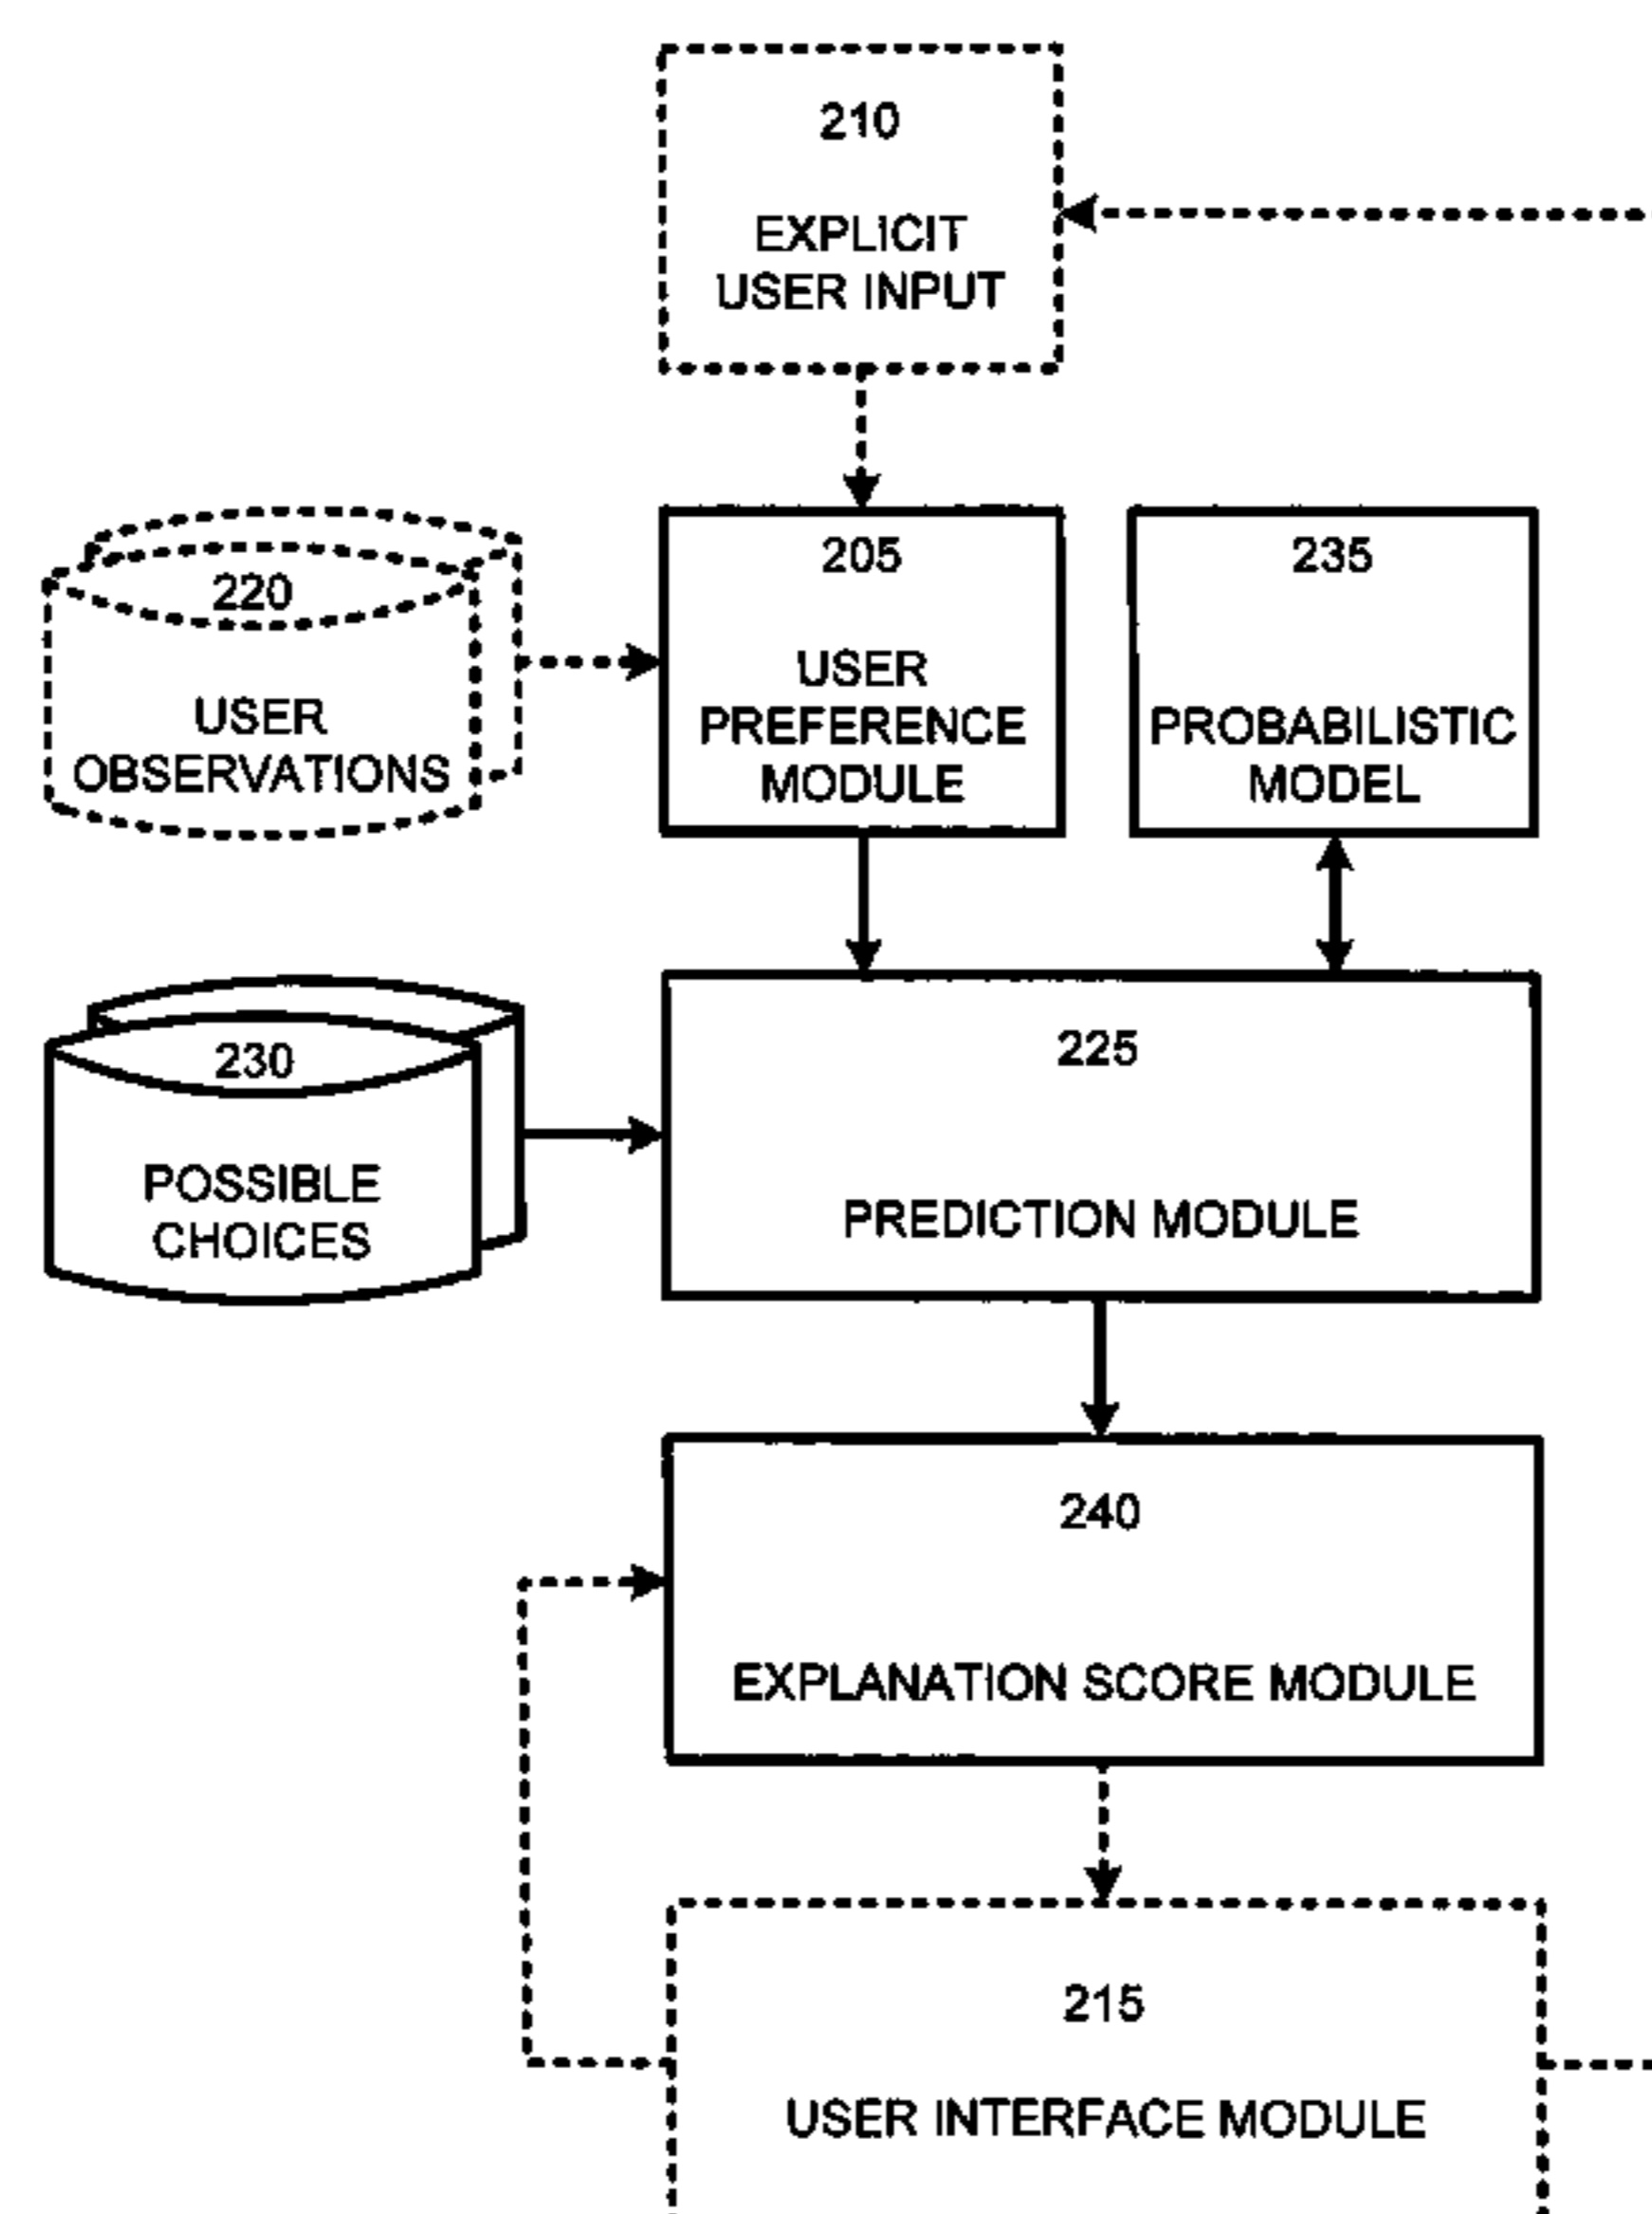 210
EXPLICIT
USER INPUT
220
USER
OBSERVATIONS
205
USER
PREFERENCE
MODULE
235
PROBABILISTIC
MODEL
230
POSSIBLE
CHOICES
225
PREDICTION MODULE
240
EXPLANATION SCORE MODULE
215
USER INTERFACE MODULE